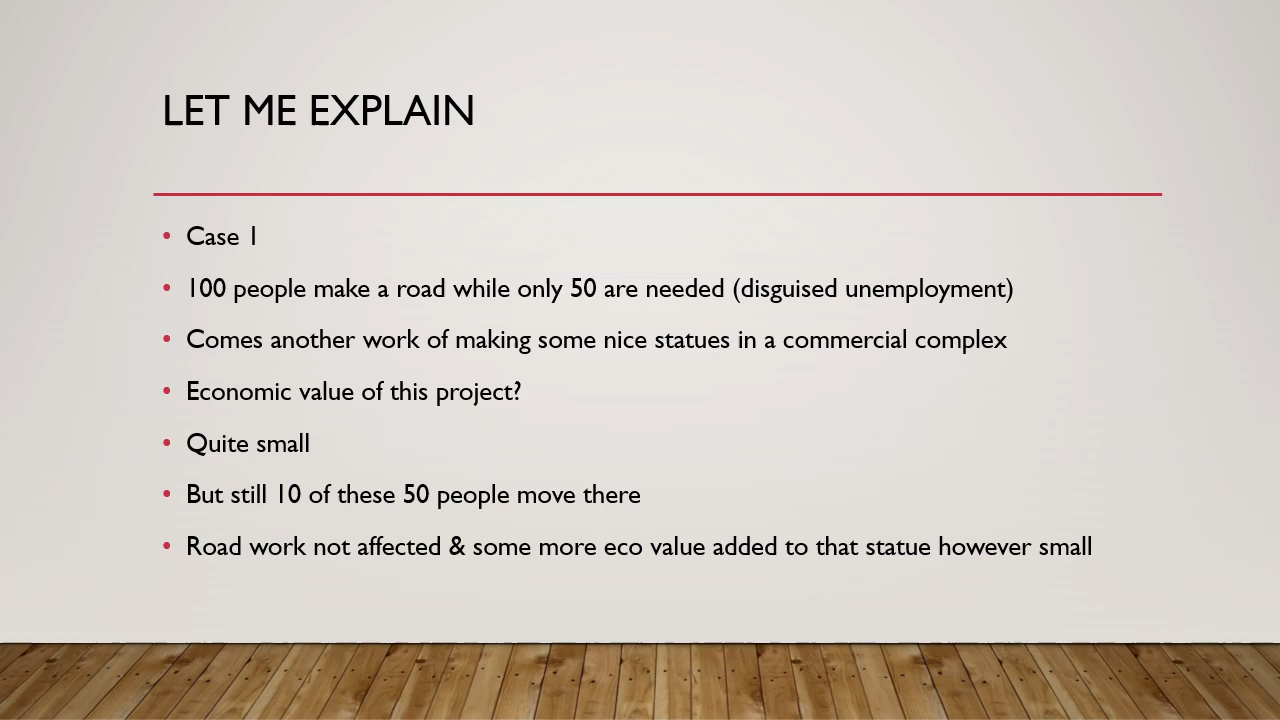 LET ME EXPLAIN
• Case 1
• 100 people make a road while only 50 are needed (disguised unemployment)
• Comes another work of making some nice statues in a commercial complex
• Economic value of this project?
• Quite small
• But still 10 of these 50 people move there
• Road work not affected & some more eco value added to that statue however small